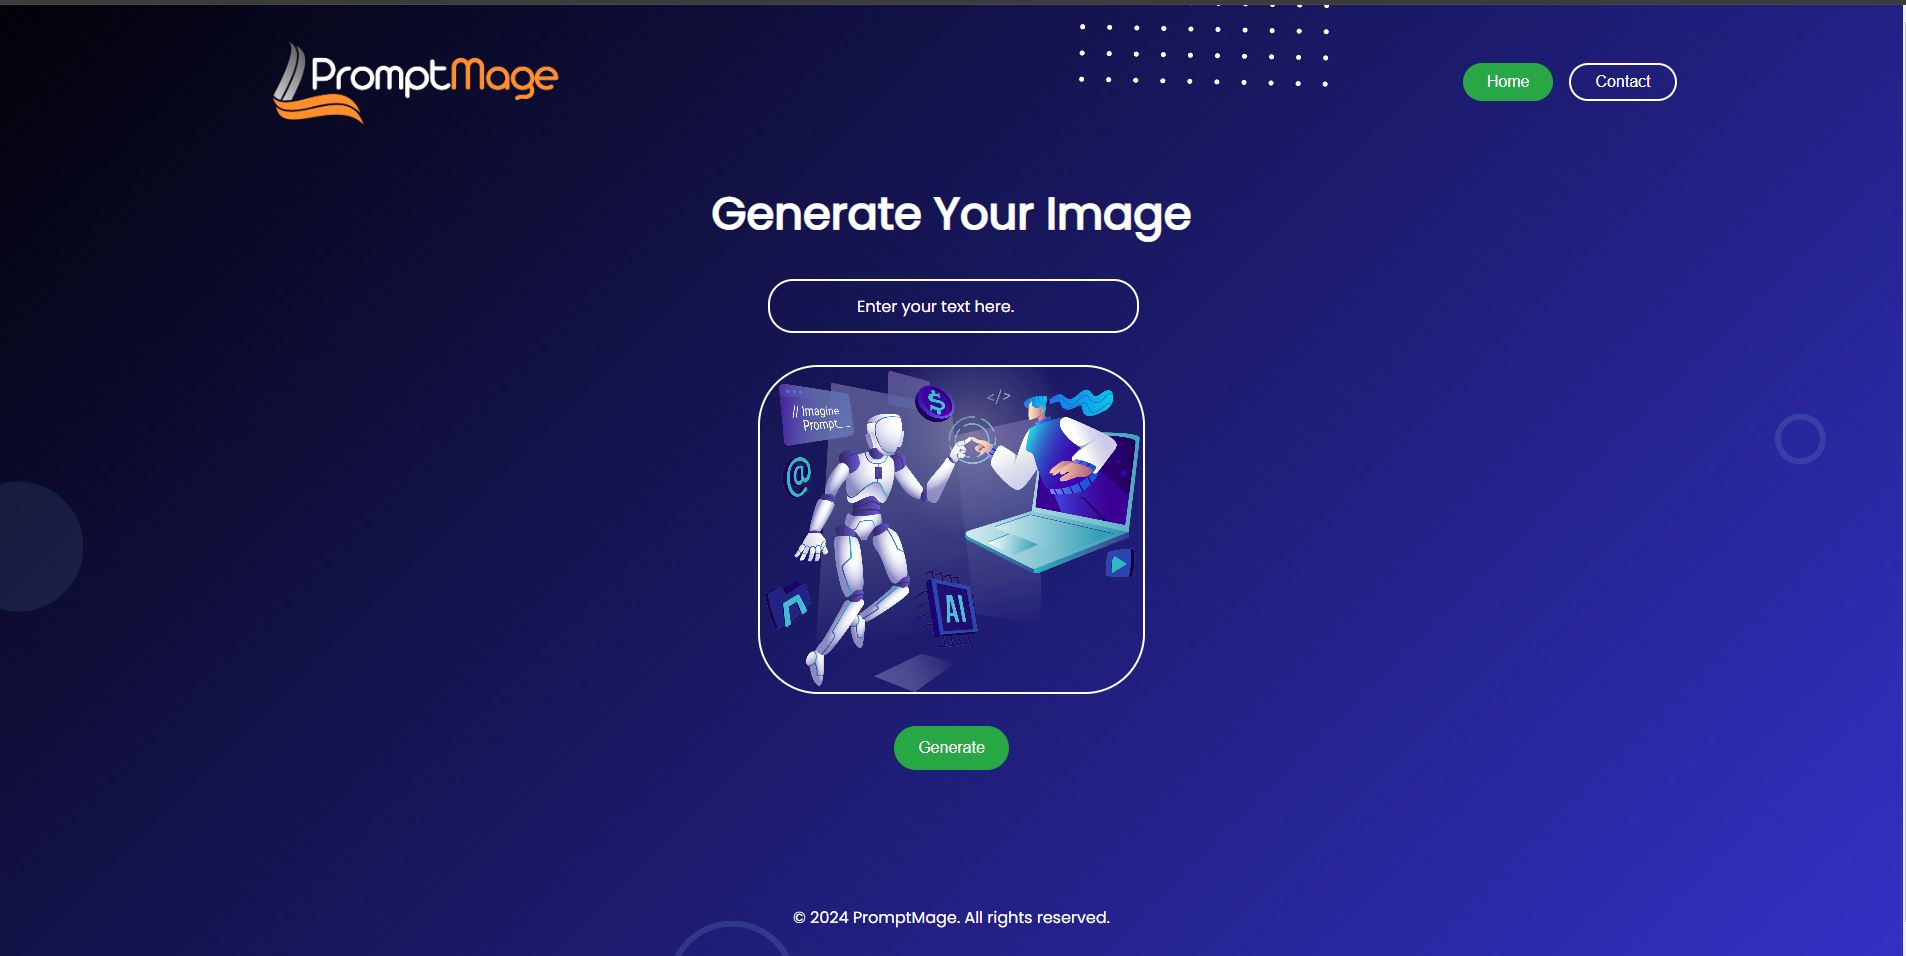 PromptMage
Home
Contact
Generate Your Image
Enter your text here.
// Imagine
Prompt_ _
$
</>
@
AI
Generate
© 2024 PromptMage. All rights reserved.